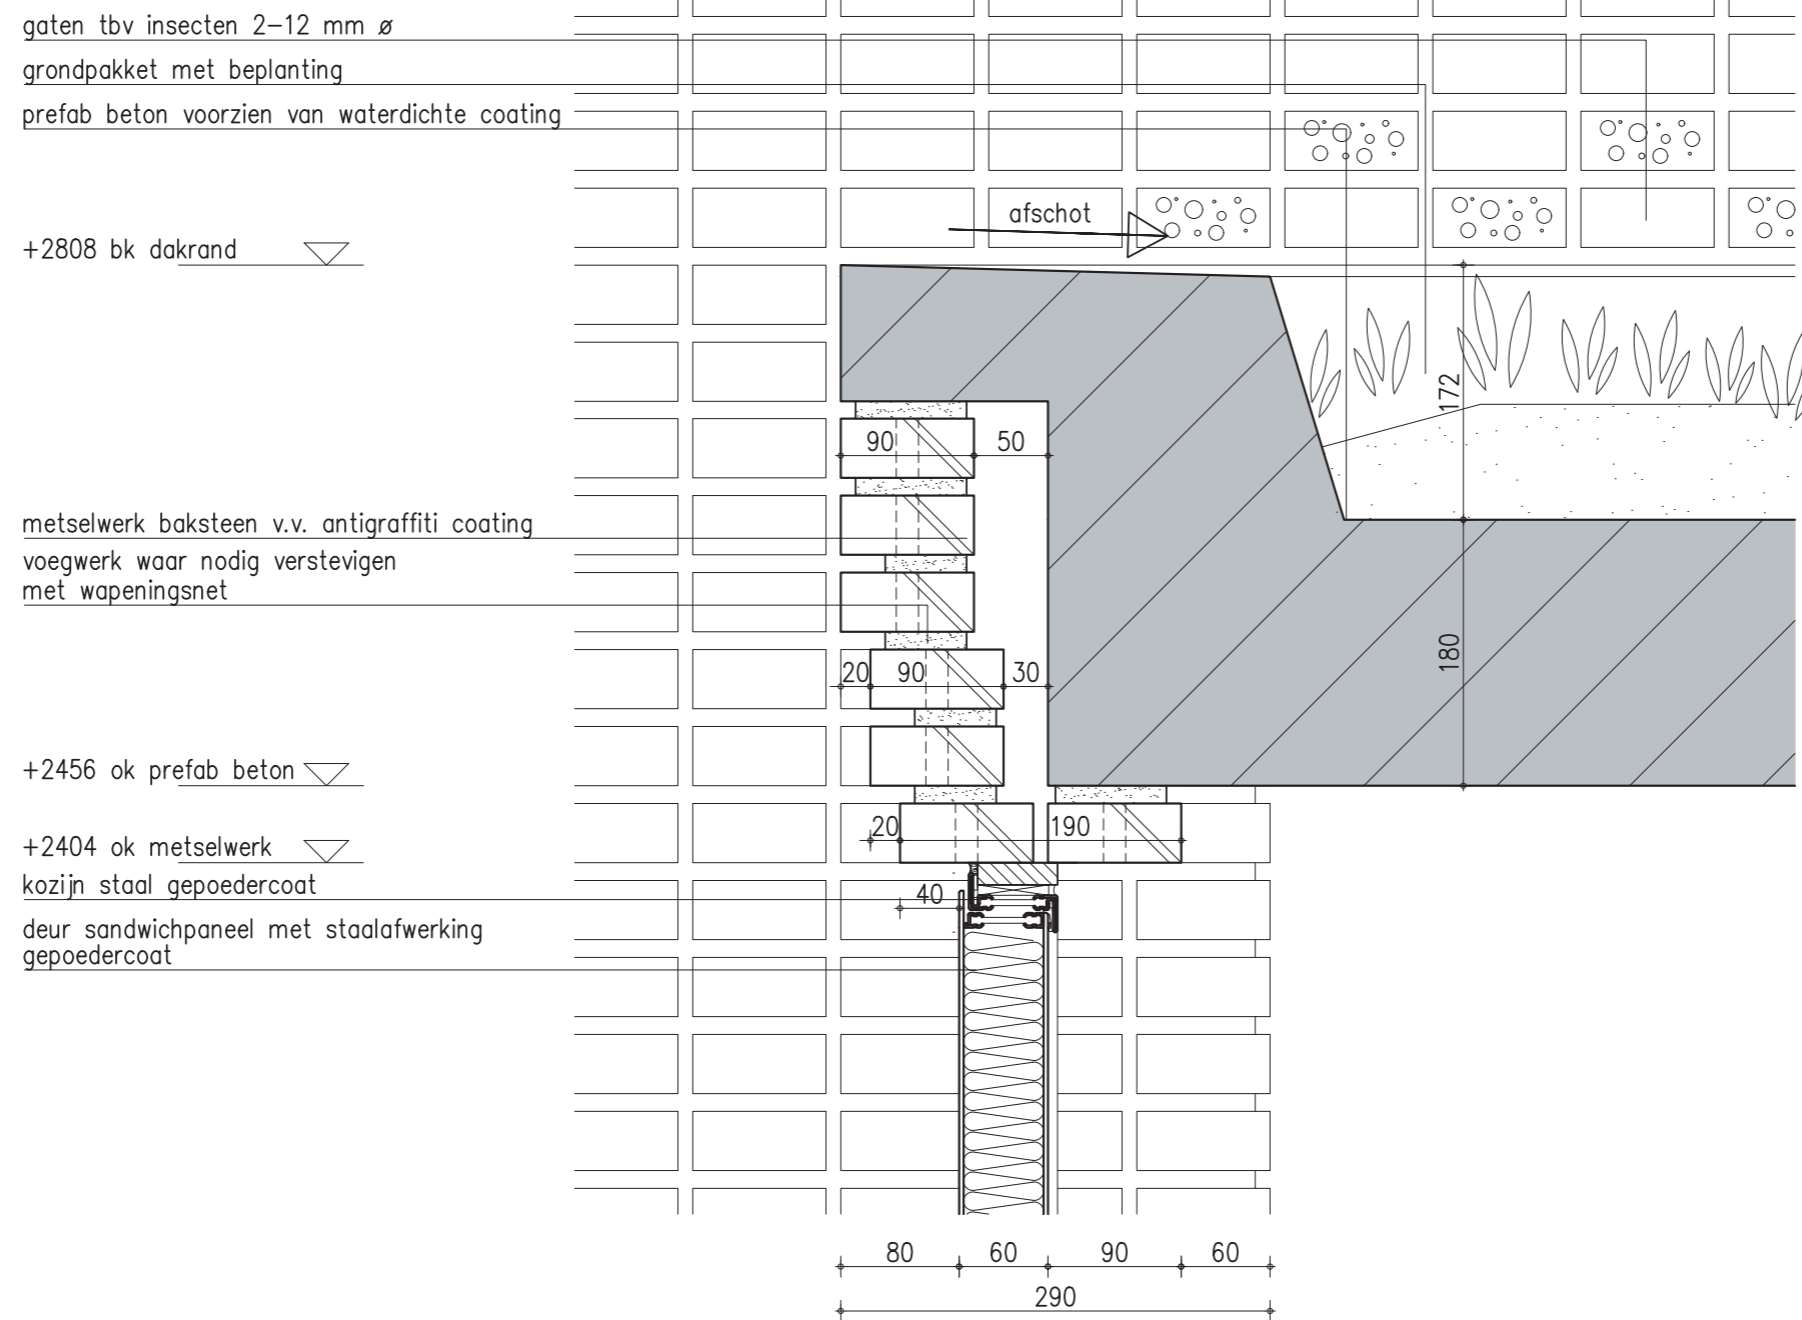 gaten tbv insecten 2-12 mm ø
grondpakket met beplanting
prefab beton voorzien van waterdichte coating
afschot
+2808 bk dakrand
172
90 50
metselwerk baksteen v.v. antigraffiti coating
voegwerk waar nodig verstevigen
met wapeningsnet
180
20 90 30
+2456 ok prefab beton
20 190
+2404 ok metselwerk
kozijn staal gepoedercoat
40
deur sandwichpaneel met staalafwerking
gepoedercoat
80 60 90 60
290